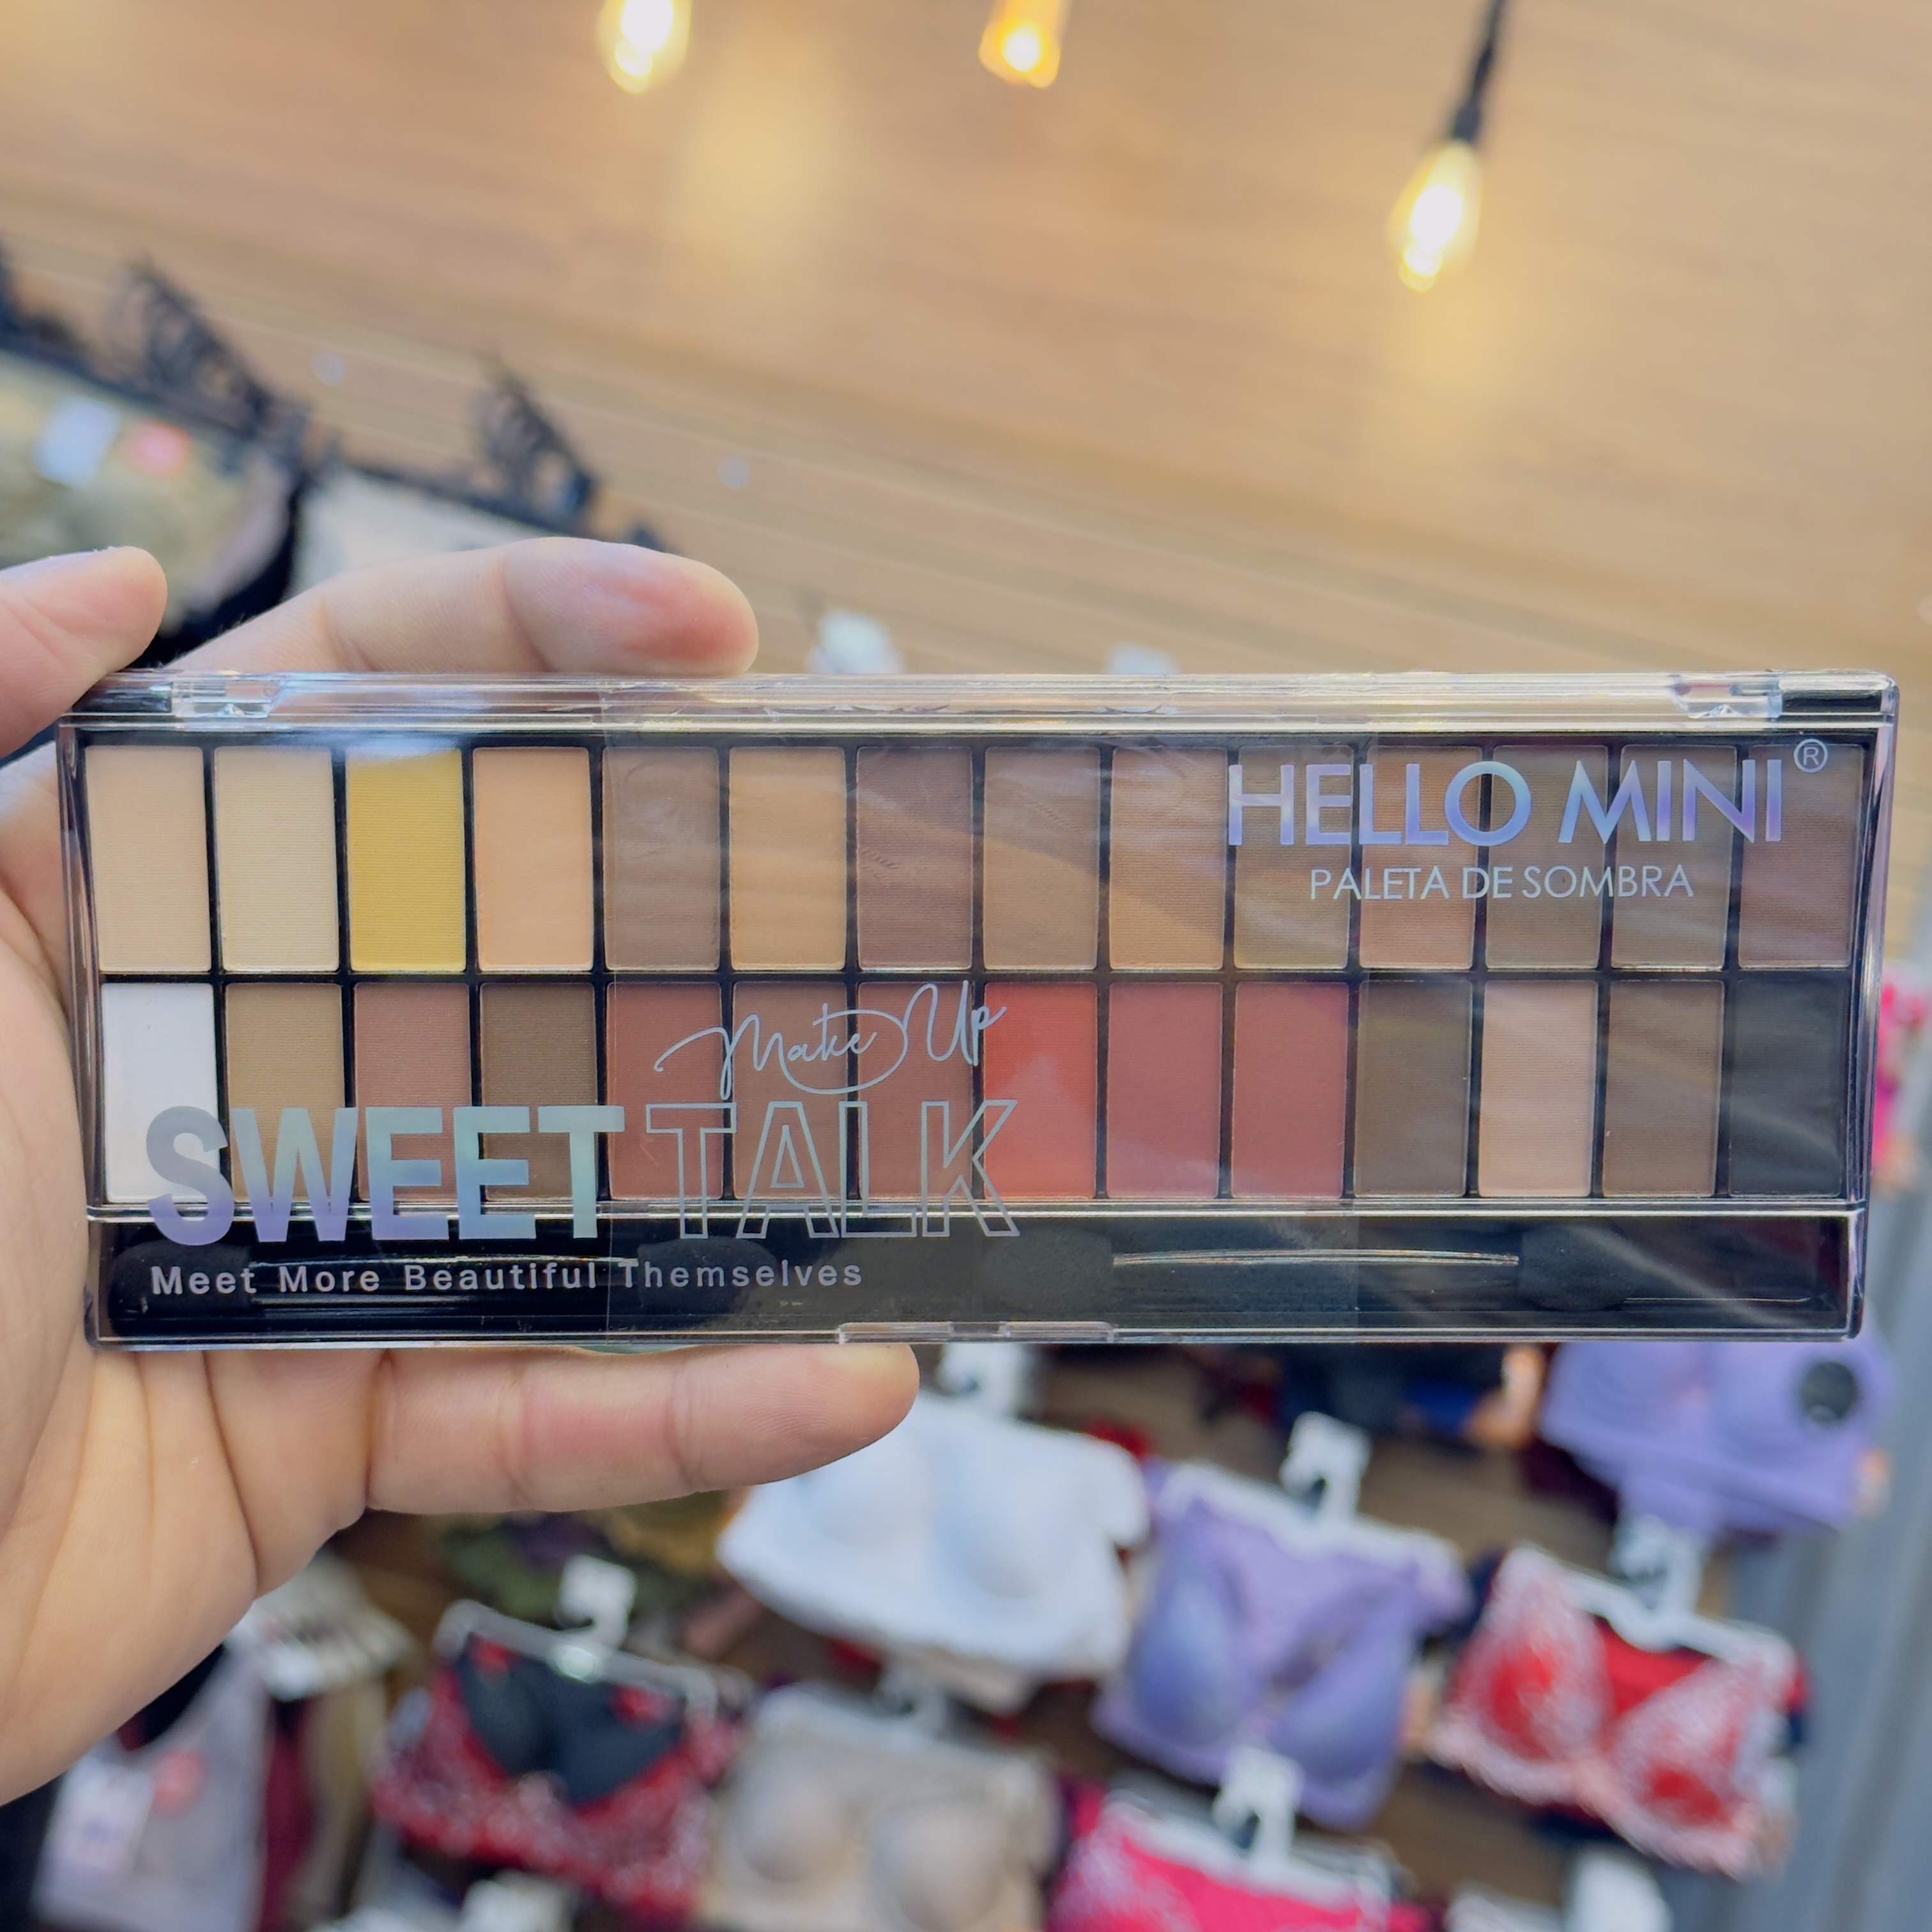 HELLO MINI®
PALETA DE SOMBRA
Make Up
SWEET TALK
Meet More Beautiful Themselves